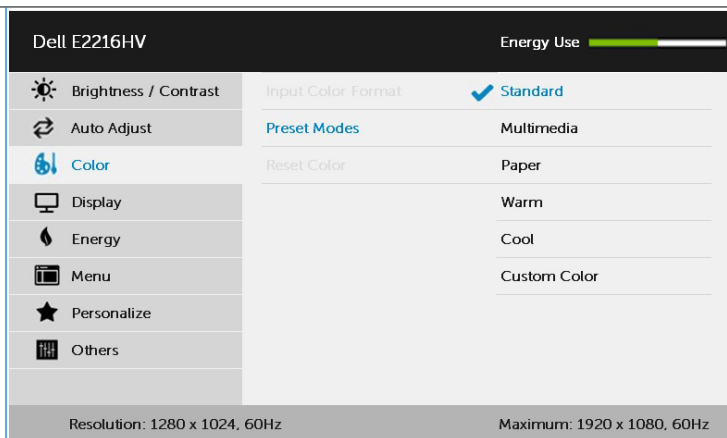 Dell E2216HV
Energy Use
Brightness / Contrast
Input Color Format
Standard
Auto Adjust
Preset Modes
Multimedia
Color
Reset Color
Paper
Display
Warm
Energy
Cool
Menu
Custom Color
Personalize
Others
Resolution: 1280 x 1024, 60Hz
Maximum: 1920 x 1080, 60Hz